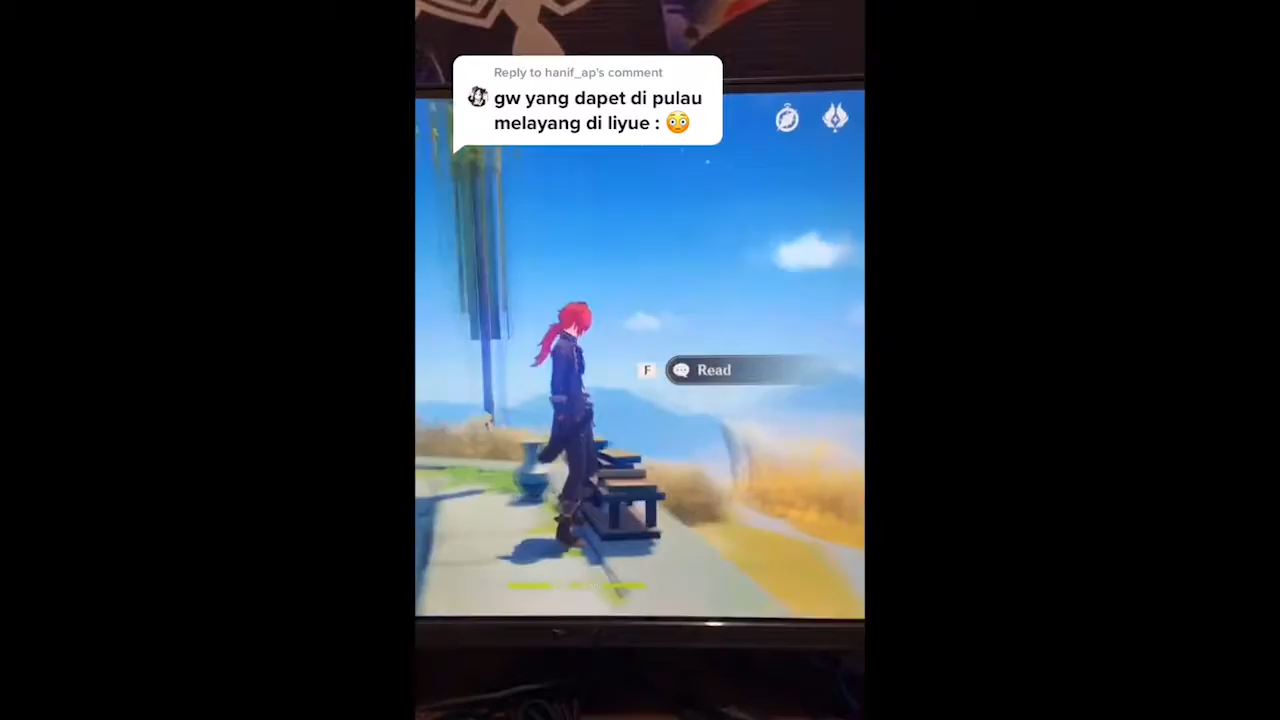 Reply to hanif_ap's comment
gw yang dapet di pulau
melayang di liyue : 😳
F
Read